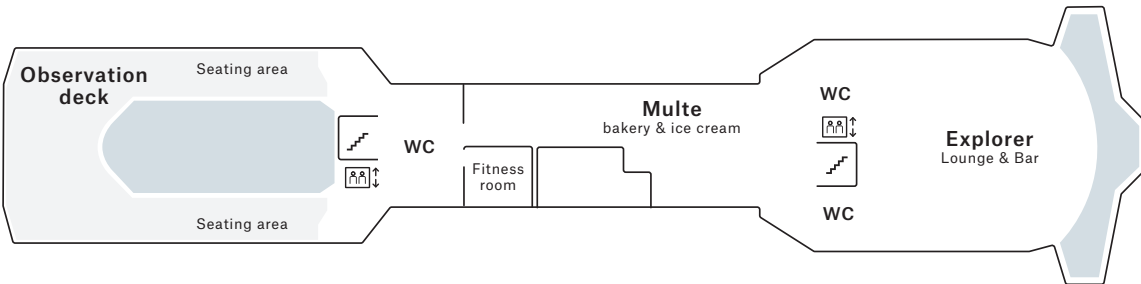 Observation
deck
Seating area
Seating area
WC
Fitness
room
Multe
bakery & ice cream
WC
WC
Explorer
Lounge & Bar